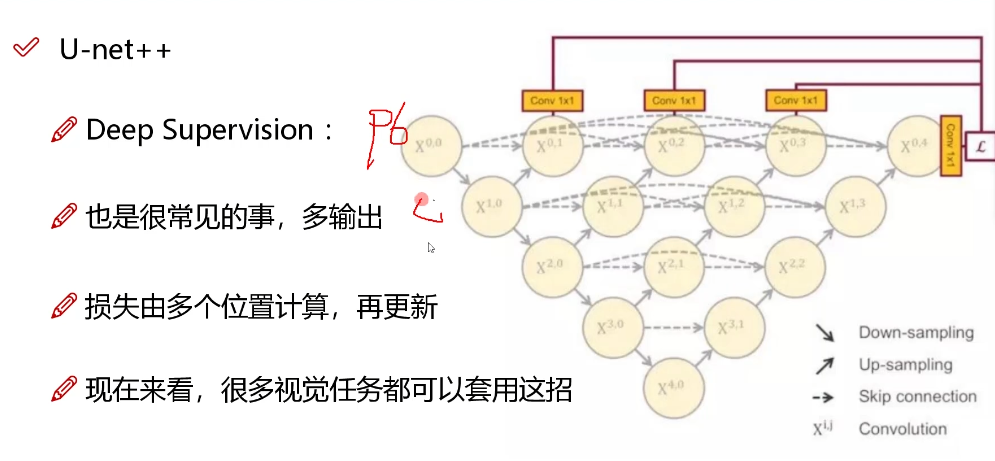 U-net++
Deep Supervision：
也是很常见的事，多输出
损失由多个位置计算，再更新
现在来看，很多视觉任务都可以套用这招
Conv 1x1
Conv 1x1
Conv 1x1
X^0,0
X^0,1
X^0,2
X^0,3
X^0,4
Conv 1x1
ℒ
X^1,0
X^1,1
X^1,2
X^1,3
X^2,0
X^2,1
X^2,2
X^3,0
X^3,1
X^4,0
Down-sampling
Up-sampling
Skip connection
X^i,j Convolution